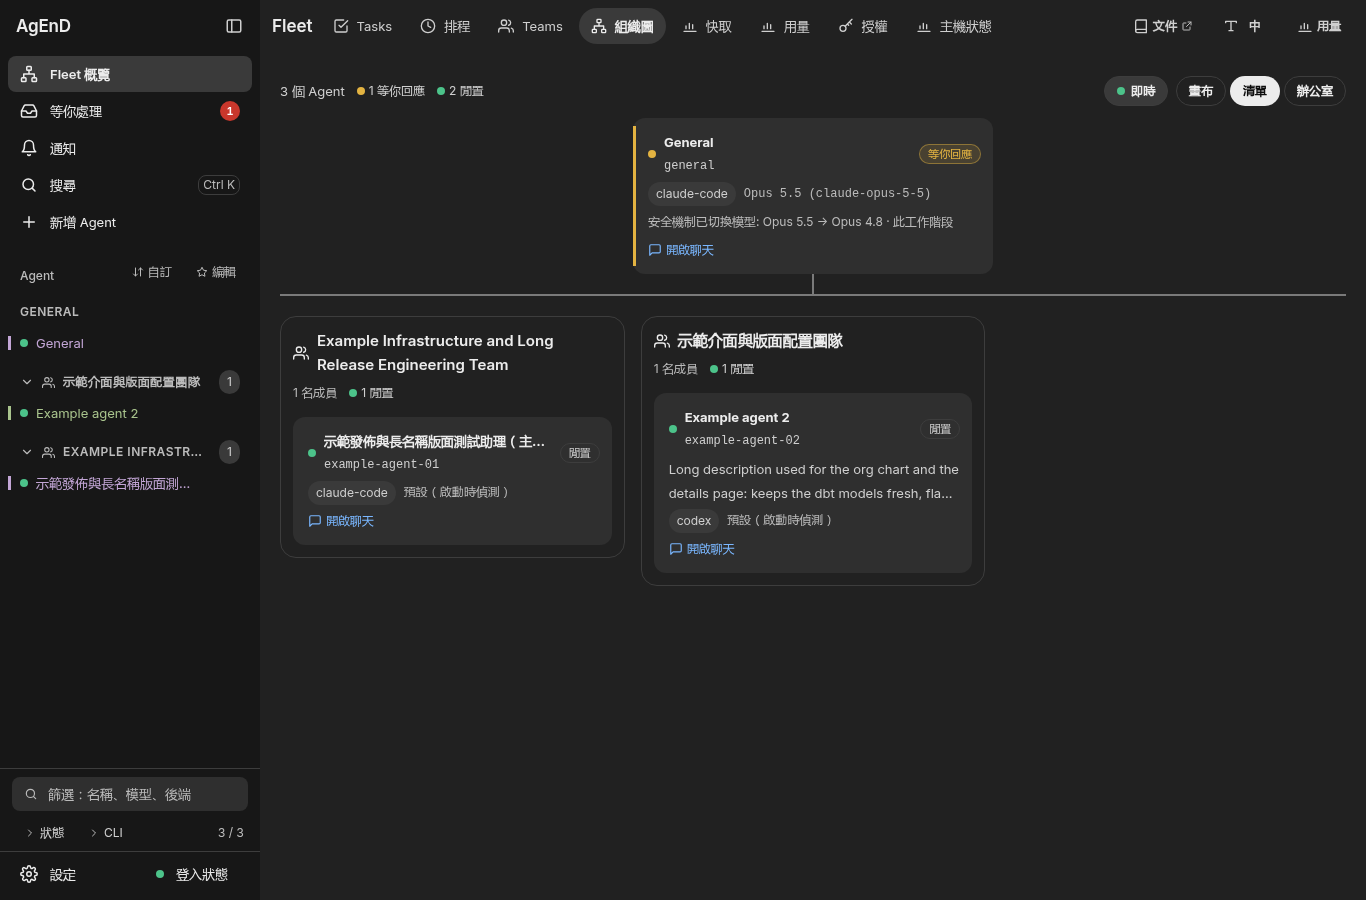 AgEnD
Fleet 概覽
等你處理 1
通知
搜尋 Ctrl K
新增 Agent
Agent 自訂 編輯
GENERAL
General
示範介面與版面配置團隊 1
Example agent 2
EXAMPLE INFRASTR... 1
示範發佈與長名稱版面測...
篩選：名稱、模型、後端
狀態 CLI 3 / 3
設定 登入狀態
Fleet Tasks 排程 Teams 組織圖 快取 用量 授權 主機狀態 文件 中 用量
3 個 Agent 1 等你回應 2 閒置 即時 畫布 清單 辦公室
General
general
等你回應
claude-code Opus 5.5 (claude-opus-5-5)
安全機制已切換模型: Opus 5.5 → Opus 4.8 · 此工作階段
開啟聊天
Example Infrastructure and Long
Release Engineering Team
1 名成員 1 閒置
示範發佈與長名稱版面測試助理（主...
example-agent-01
閒置
claude-code 預設（啟動時偵測）
開啟聊天
示範介面與版面配置團隊
1 名成員 1 閒置
Example agent 2
example-agent-02
閒置
Long description used for the org chart and the
details page: keeps the dbt models fresh, fla...
codex 預設（啟動時偵測）
開啟聊天